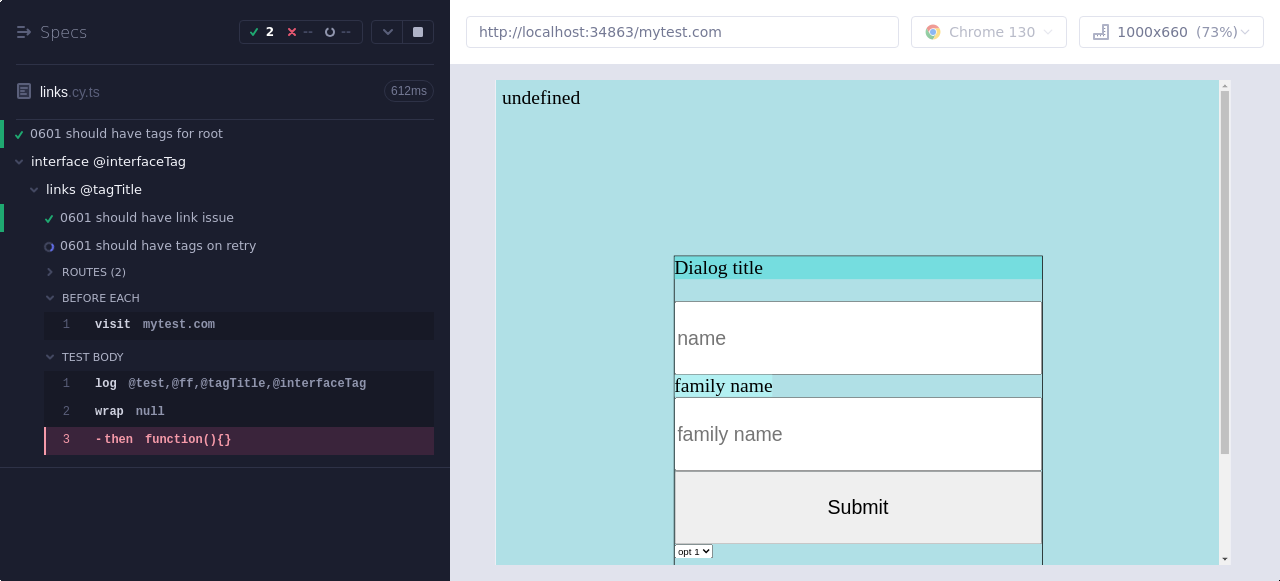 Specs
2 -- --
links.cy.ts 612ms
0601 should have tags for root
interface @interfaceTag
links @tagTitle
0601 should have link issue
0601 should have tags on retry
ROUTES (2)
BEFORE EACH
1 visit mytest.com
TEST BODY
1 log @test,@ff,@tagTitle,@interfaceTag
2 wrap null
3 -then function(){}
http://localhost:34863/mytest.com
Chrome 130
1000x660 (73%)
undefined
Dialog title
name
family name
family name
Submit
opt 1